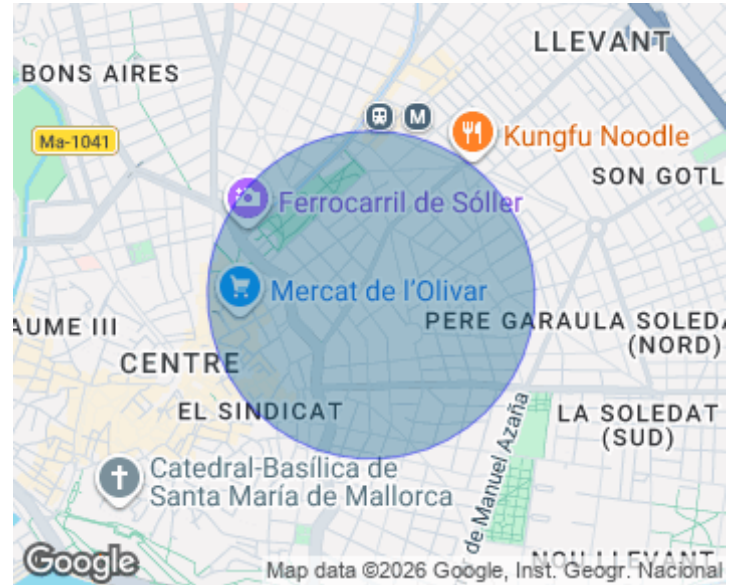 LLEVANT
BONS AIRES
M
Ma-1041
Kungfu Noodle
SON GOTL
Ferrocarril de Sóller
Mercat de l'Olivar
AUME III
PERE GARAULA SOLEDA
(NORD)
CENTRE
EL SINDICAT
de Manuel Azaña
LA SOLEDAT
(SUD)
Catedral-Basílica de
Santa María de Mallorca
NOU LLEVANT
Google
Map data ©2026 Google, Inst. Geogr. Nacional